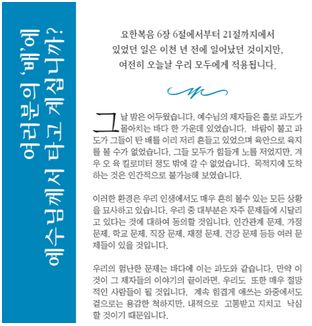 여러분의 ‘배’에
예수님께서 타고 계십니까?
요한복음 6장 6절에서부터 21절까지에서
있었던 일은 이천 년 전에 일어났던 것이지만,
여전히 오늘날 우리 모두에게 적용됩니다.
그날 밤은 어두웠습니다. 예수님의 제자들은 홀로 파도가
몰아치는 바다 한 가운데 있었습니다. 바람이 불고 파
도가 그들이 탄 배를 이리 저리 흔들고 있었으며 육안으로 육지
를 볼 수가 없었습니다. 그들 모두가 힘들게 노를 저었지만, 겨
우 오 육 킬로미터 정도 밖에 갈 수 없었습니다. 목적지에 도착
하는 것은 인간적으로 불가능해 보였습니다.
이러한 환경은 우리 인생에서도 매우 흔히 볼수 있는 모든 상황
을 묘사하고 있습니다. 우리 중 대부분은 자주 문제들에 시달리
고 있다는 것에 대하여 동의할 것입니다. 인간관계 문제, 가정
문제, 학교 문제, 직장 문제, 재정 문제, 건강 문제 등등 여러 문
제들이 있을 것입니다.
우리의 험난한 문제는 바다에 이는 파도와 같습니다. 만약 이
것이 그 제자들의 이야기의 끝이라면, 우리도 또한 매우 절망
적인 사람들이 될 것입니다. 계속 힘겹게 애쓰는 와중에서도
겉으로는 용감한 척하지만, 내적으로 고통받고 지치고 낙심
할 것이기 때문입니다.